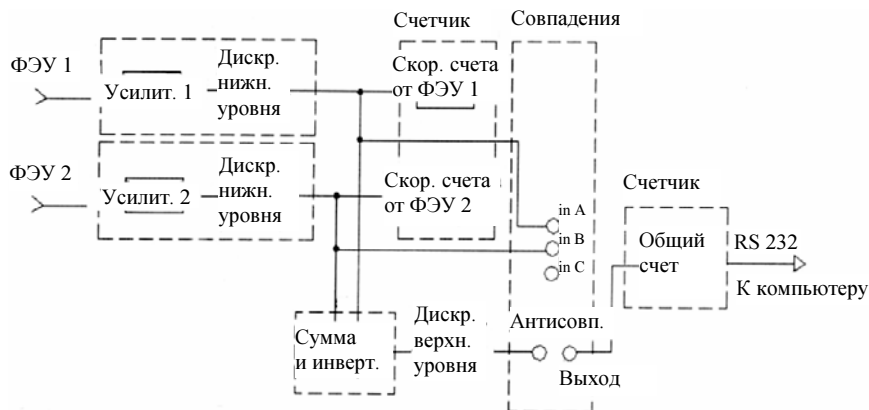 Счетчик
Совпадения
ФЭУ 1
Усилит. 1
Дискр.
нижн.
уровня
Скор. счета
от ФЭУ 1
ФЭУ 2
Усилит. 2
Дискр.
нижн.
уровня
Скор. счета
от ФЭУ 2
in A
in B
in C
Счетчик
Общий
счет
RS 232
К компьютеру
Сумма
и инверт.
Дискр.
верхн.
уровня
Антисовп.
Выход